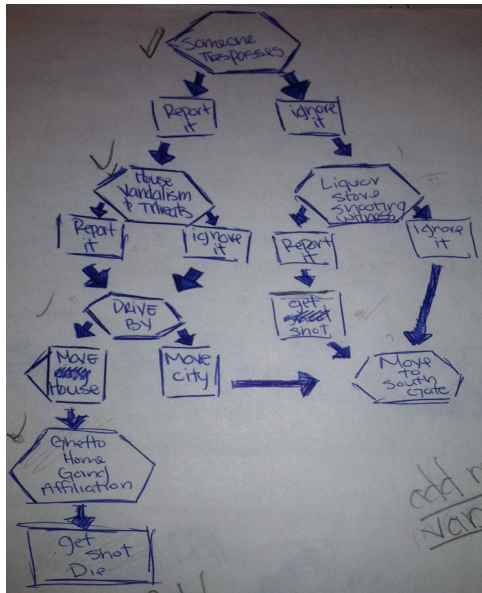 Someone
Trespasses
Report
it
ignore
it
House
Vandalism
& Threats
Liquor
Store
Shooting
witness
Report
it
ignore
it
Report
it
ignore
it
get
shot
DRIVE
BY
Move
House
Move
City
Move
to
South
Gate
Ghetto
Home
Gang
Affiliation
get
shot
Die
add